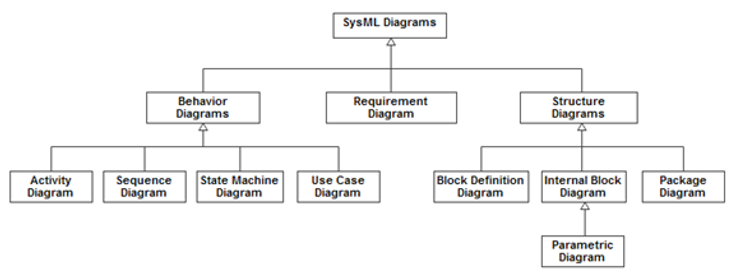 SysML Diagrams
Behavior
Diagrams
Requirement
Diagram
Structure
Diagrams
Activity
Diagram
Sequence
Diagram
State Machine
Diagram
Use Case
Diagram
Block Definition
Diagram
Internal Block
Diagram
Package
Diagram
Parametric
Diagram